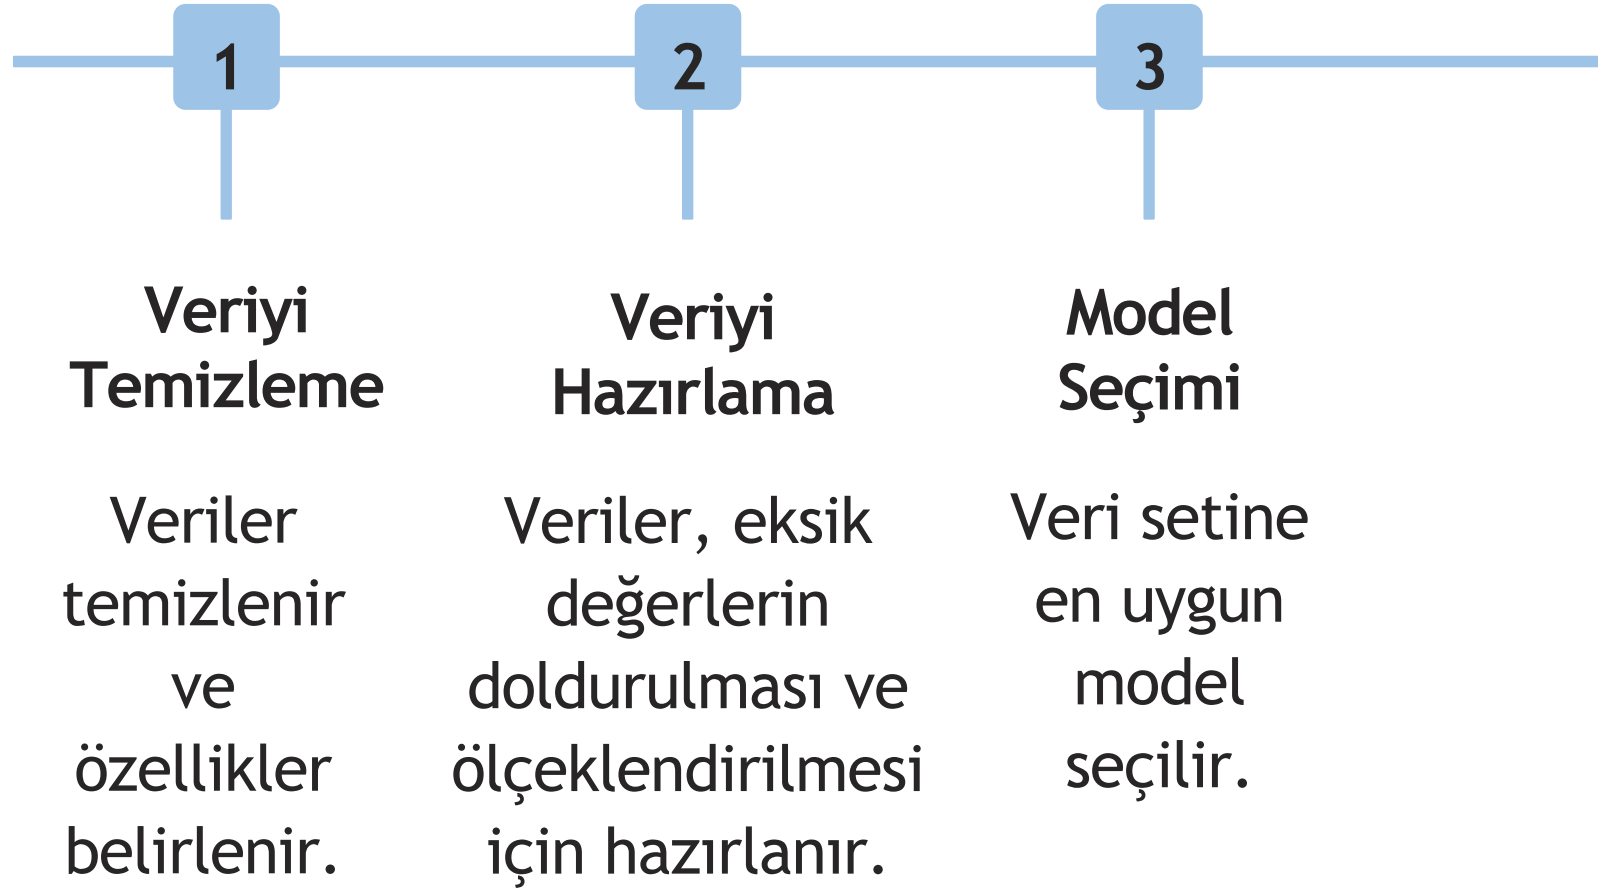 1
Veriyi
Temizleme
Veriler
temizlenir
ve
özellikler
belirlenir.
2
Veriyi
Hazırlama
Veriler, eksik
değerlerin
doldurulması ve
ölçeklendirilmesi
için hazırlanır.
3
Model
Seçimi
Veri setine
en uygun
model
seçilir.